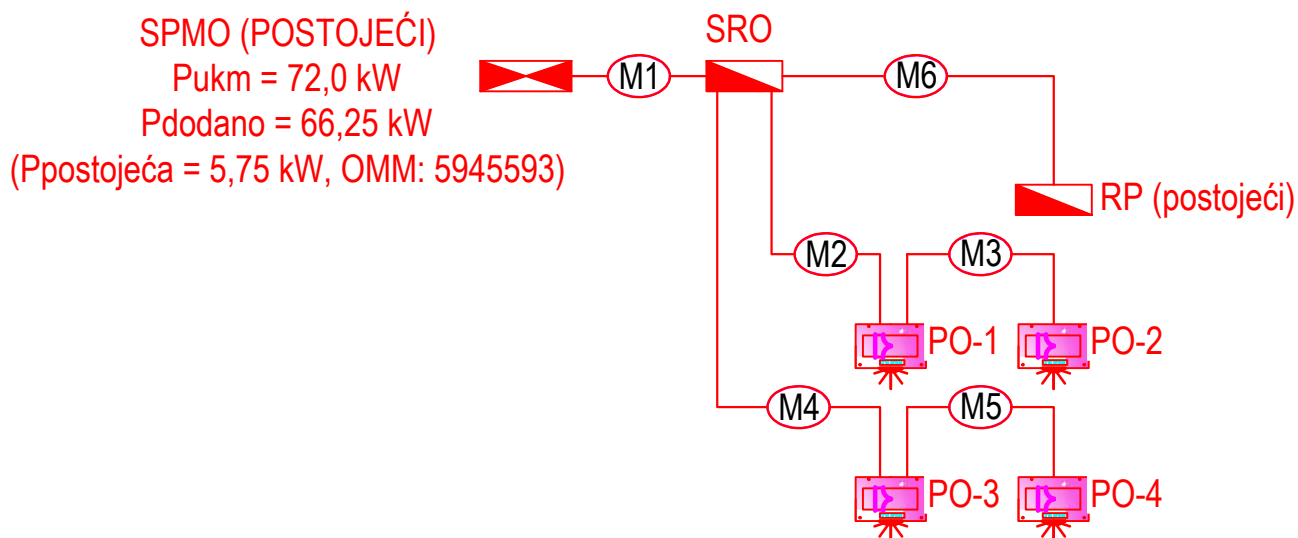 SPMO (POSTOJEĆI)
Pukm = 72,0 kW
Pdodano = 66,25 kW
(Ppostojeća = 5,75 kW, OMM: 5945593)
SRO
M1
M6
RP (postojeći)
M2
M3
PO-1
PO-2
M4
M5
PO-3
PO-4